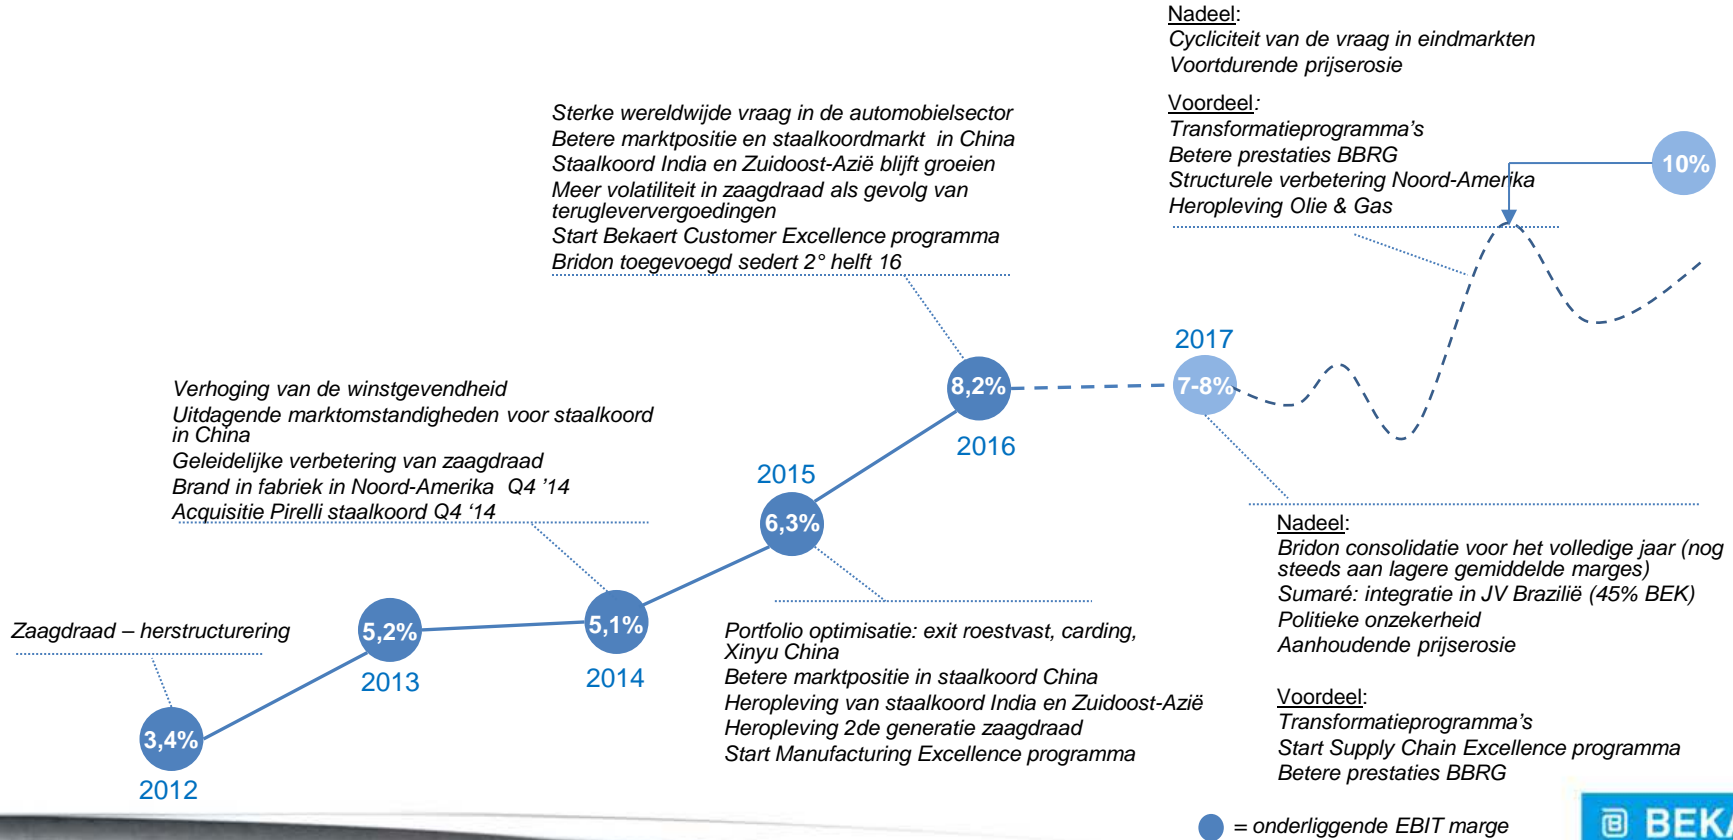 Nadeel:
Cycliciteit van de vraag in eindmarkten
Voortdurende prijserosie
Voordeel:
Transformatieprogramma's
Betere prestaties BBRG
Structurele verbetering Noord-Amerika
Heropleving Olie & Gas
10%
Sterke wereldwijde vraag in de automobielsector
Betere marktpositie en staalkoordmarkt in China
Staalkoord India en Zuidoost-Azië blijft groeien
Meer volatiliteit in zaagdraad als gevolg van
terugleververgoedingen
Start Bekaert Customer Excellence programma
Bridon toegevoegd sedert 2° helft 16
2017
7-8%
8,2%
2016
Verhoging van de winstgevendheid
Uitdagende marktomstandigheden voor staalkoord
in China
Geleidelijke verbetering van zaagdraad
Brand in fabriek in Noord-Amerika Q4 '14
Acquisitie Pirelli staalkoord Q4 '14
2015
6,3%
Zaagdraad – herstructurering
5,2%
2013
5,1%
2014
3,4%
2012
Portfolio optimisatie: exit roestvast, carding,
Xinyu China
Betere marktpositie in staalkoord China
Heropleving van staalkoord India en Zuidoost-Azië
Heropleving 2de generatie zaagdraad
Start Manufacturing Excellence programma
Nadeel:
Bridon consolidatie voor het volledige jaar (nog
steeds aan lagere gemiddelde marges)
Sumaré: integratie in JV Brazilië (45% BEK)
Politieke onzekerheid
Aanhoudende prijserosie
Voordeel:
Transformatieprogramma's
Start Supply Chain Excellence programma
Betere prestaties BBRG
= onderliggende EBIT marge
BEKA